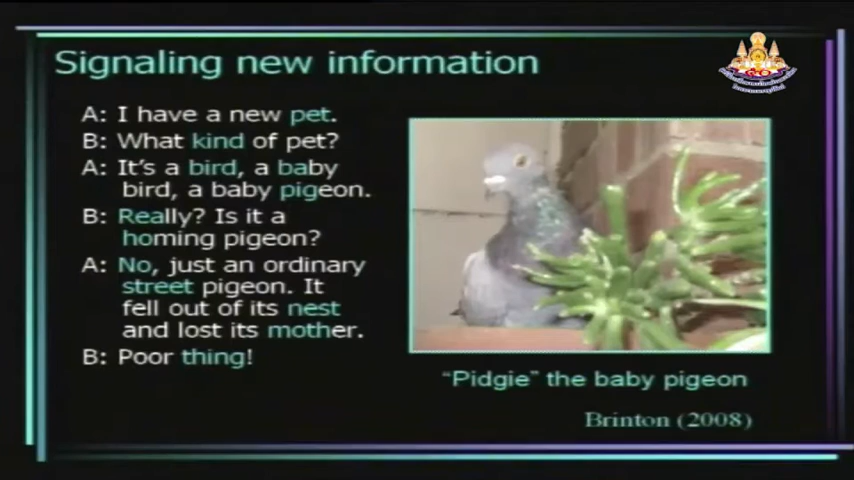 Signaling new information
A: I have a new pet.
B: What kind of pet?
A: It's a bird, a baby
bird, a baby pigeon.
B: Really? Is it a
homing pigeon?
A: No, just an ordinary
street pigeon. It
fell out of its nest
and lost its mother.
B: Poor thing!
"Pidgie" the baby pigeon
Brinton (2008)